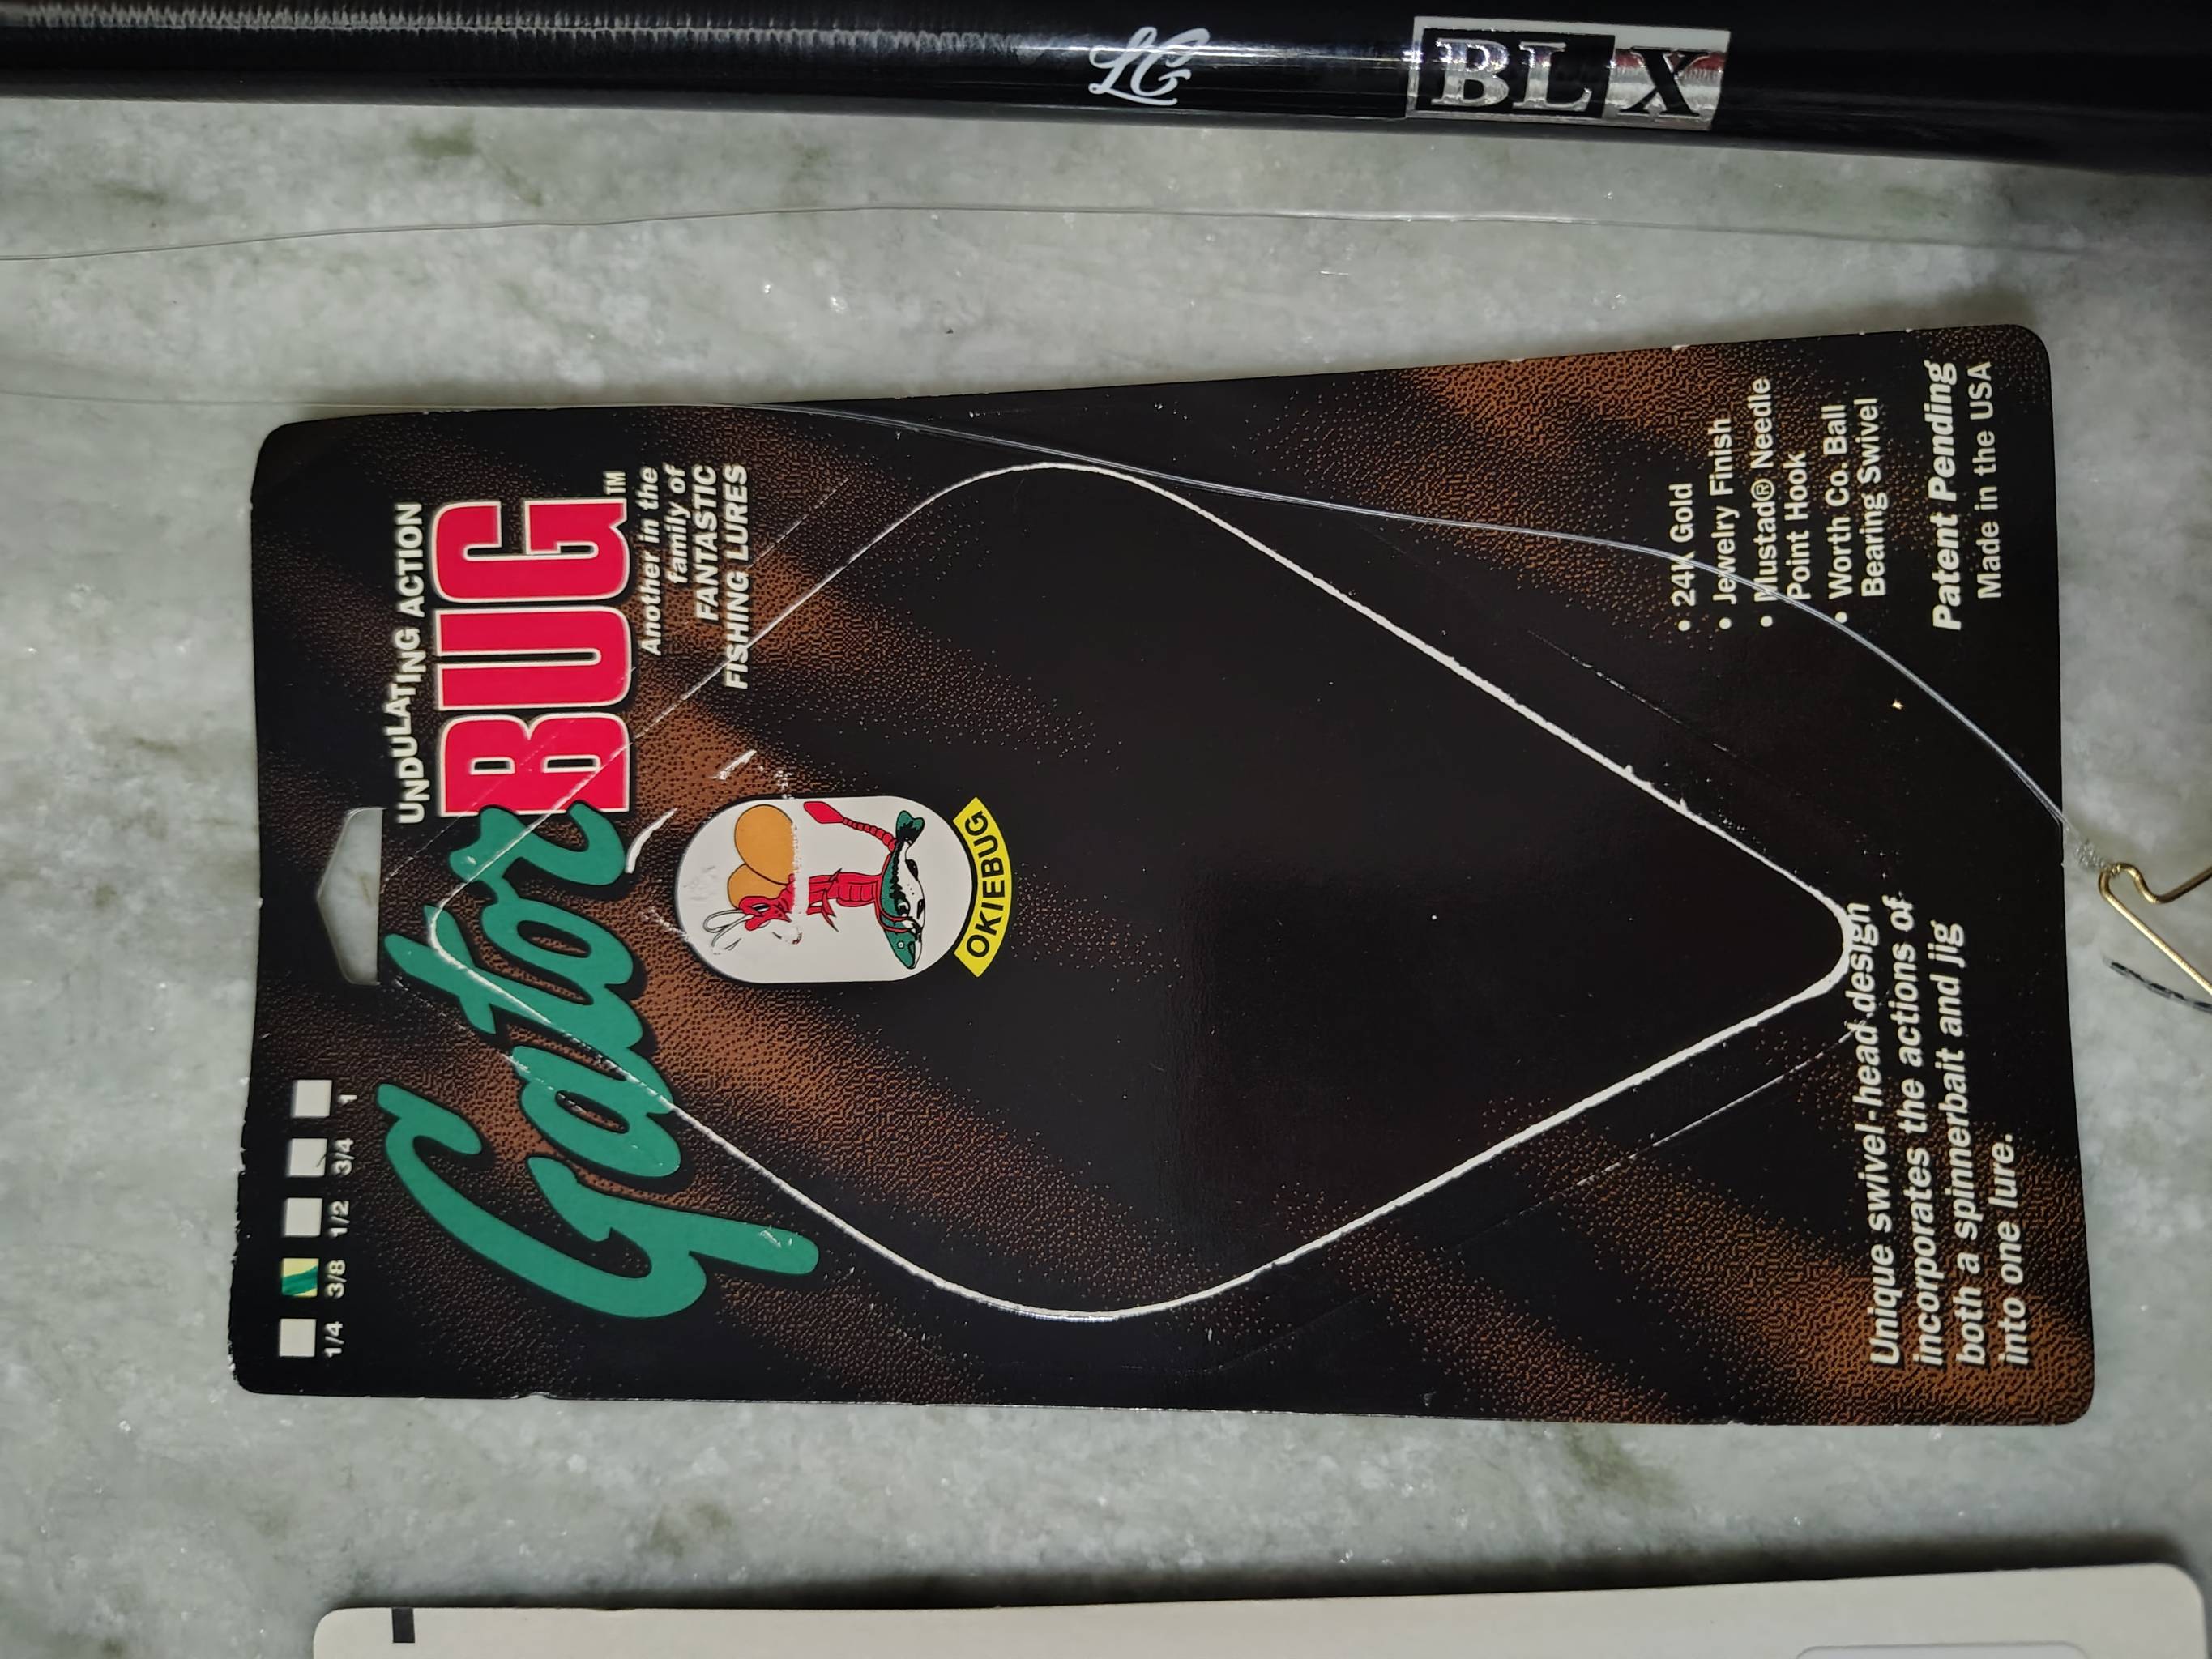 LG BLX
1/4 3/8 1/2 3/4 1
UNDULATING ACTION
Gator BUG™
Another in the
family of
FANTASTIC
FISHING LURES
OKIEBUG
• 24K Gold
• Jewelry Finish
• Mustad® Needle
Point Hook
• Worth Co. Ball
Bearing Swivel
Patent Pending
Made in the USA
Unique swivel-head design
incorporates the actions of
both a spinnerbait and jig
into one lure.